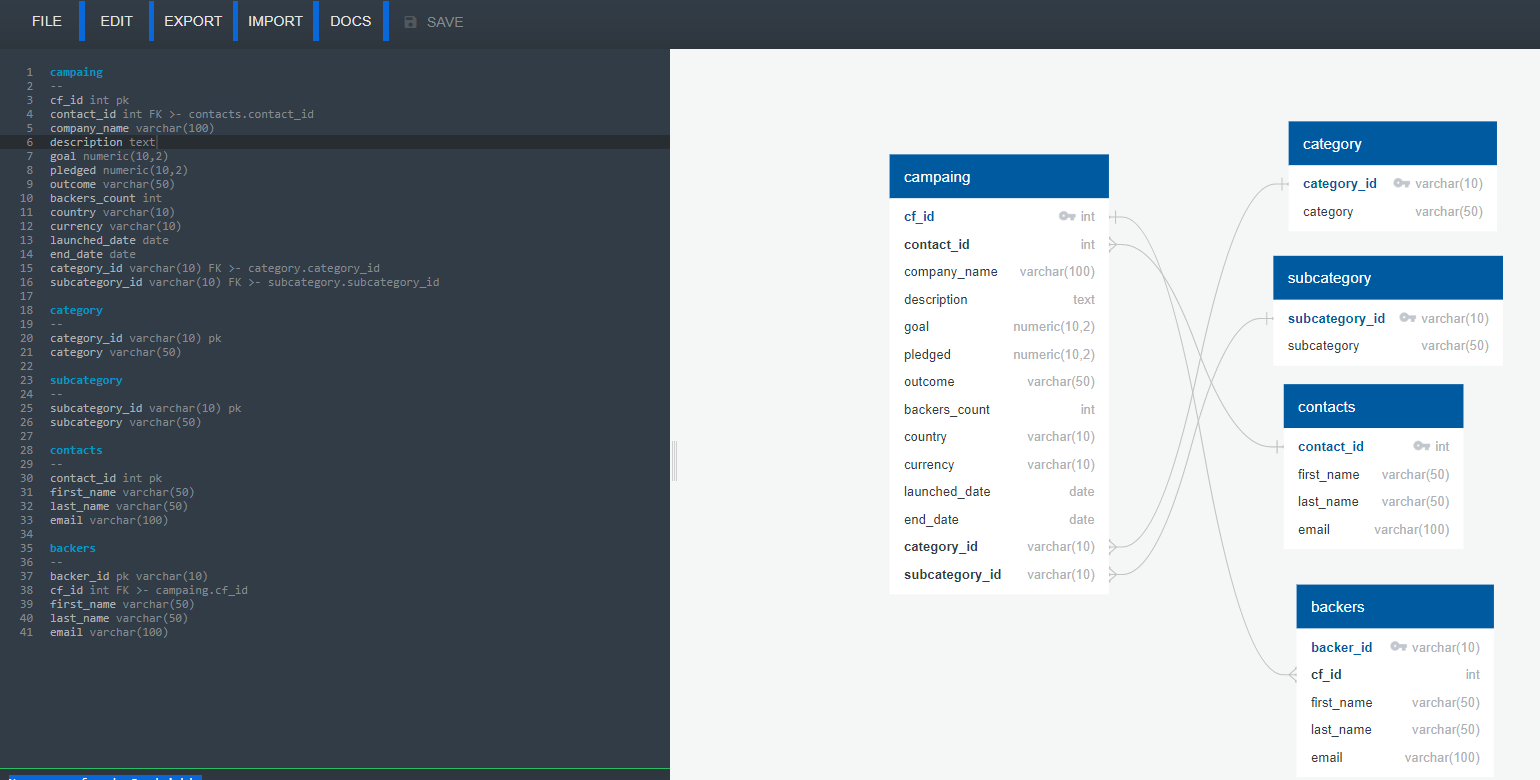 FILE EDIT EXPORT IMPORT DOCS SAVE
1 campaing
2 --
3 cf_id int pk
4 contact_id int FK >- contacts.contact_id
5 company_name varchar(100)
6 description text
7 goal numeric(10,2)
8 pledged numeric(10,2)
9 outcome varchar(50)
10 backers_count int
11 country varchar(10)
12 currency varchar(10)
13 launched_date date
14 end_date date
15 category_id varchar(10) FK >- category.category_id
16 subcategory_id varchar(10) FK >- subcategory.subcategory_id
17
18 category
19 --
20 category_id varchar(10) pk
21 category varchar(50)
22
23 subcategory
24 --
25 subcategory_id varchar(10) pk
26 subcategory varchar(50)
27
28 contacts
29 --
30 contact_id int pk
31 first_name varchar(50)
32 last_name varchar(50)
33 email varchar(100)
34
35 backers
36 --
37 backer_id pk varchar(10)
38 cf_id int FK >- campaing.cf_id
39 first_name varchar(50)
40 last_name varchar(50)
41 email varchar(100)
campaing
cf_id int
contact_id int
company_name varchar(100)
description text
goal numeric(10,2)
pledged numeric(10,2)
outcome varchar(50)
backers_count int
country varchar(10)
currency varchar(10)
launched_date date
end_date date
category_id varchar(10)
subcategory_id varchar(10)
category
category_id varchar(10)
category varchar(50)
subcategory
subcategory_id varchar(10)
subcategory varchar(50)
contacts
contact_id int
first_name varchar(50)
last_name varchar(50)
email varchar(100)
backers
backer_id varchar(10)
cf_id int
first_name varchar(50)
last_name varchar(50)
email varchar(100)